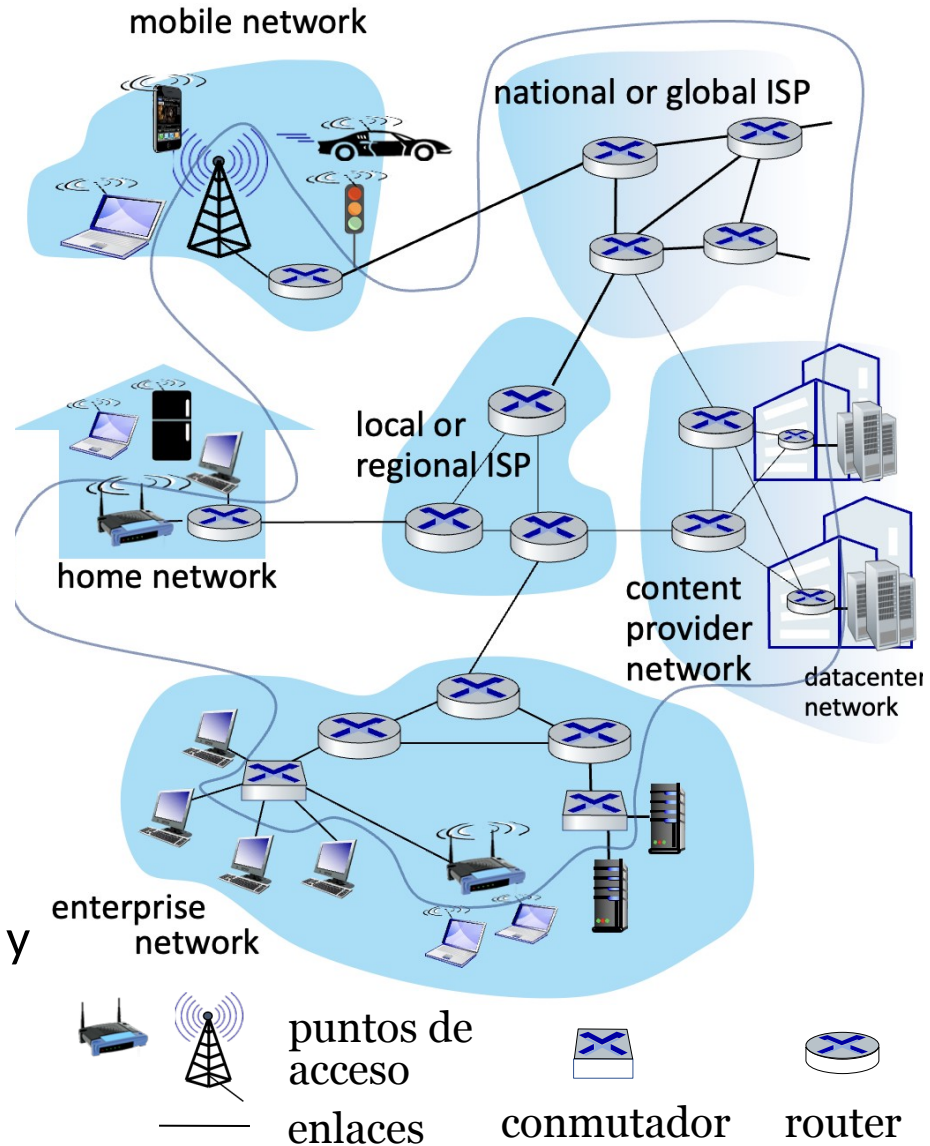 mobile network
national or global ISP
local or
regional ISP
home network
content
provider
network
datacenter
network
enterprise
network
y
puntos de
acceso
enlaces
conmutador
router